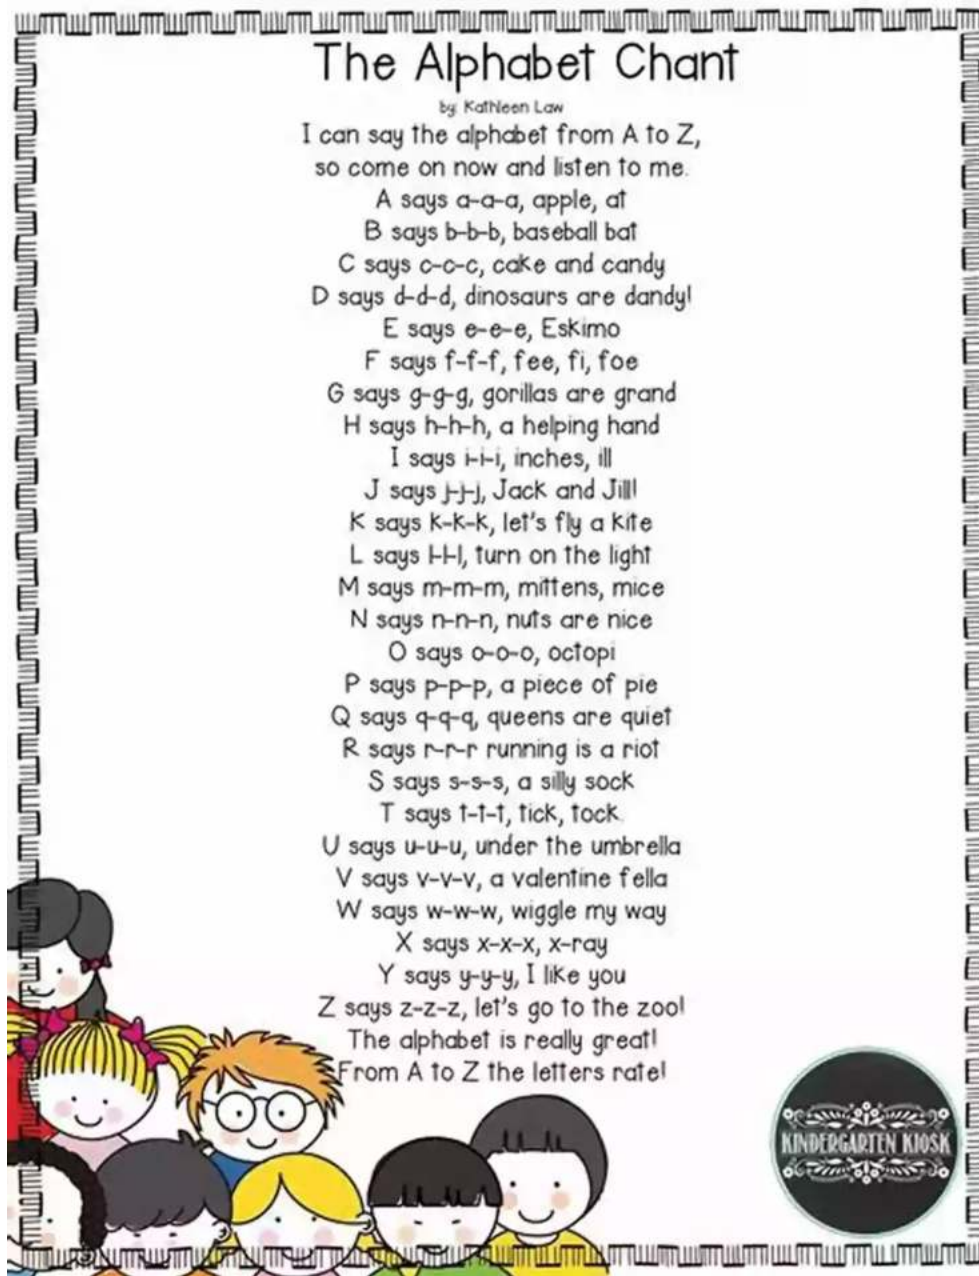 The Alphabet Chant
by: Kathleen Law
I can say the alphabet from A to Z,
so come on now and listen to me.
A says a-a-a, apple, at
B says b-b-b, baseball bat
C says c-c-c, cake and candy
D says d-d-d, dinosaurs are dandy!
E says e-e-e, Eskimo
F says f-f-f, fee, fi, foe
G says g-g-g, gorillas are grand
H says h-h-h, a helping hand
I says i-i-i, inches, ill
J says j-j-j, Jack and Jill!
K says k-k-k, let's fly a kite
L says l-l-l, turn on the light
M says m-m-m, mittens, mice
N says n-n-n, nuts are nice
O says o-o-o, octopi
P says p-p-p, a piece of pie
Q says q-q-q, queens are quiet
R says r-r-r running is a riot
S says s-s-s, a silly sock
T says t-t-t, tick, tock.
U says u-u-u, under the umbrella
V says v-v-v, a valentine fella
W says w-w-w, wiggle my way
X says x-x-x, x-ray
Y says y-y-y, I like you
Z says z-z-z, let's go to the zoo!
The alphabet is really great!
From A to Z the letters rate!
KINDERGARTEN KIOSK